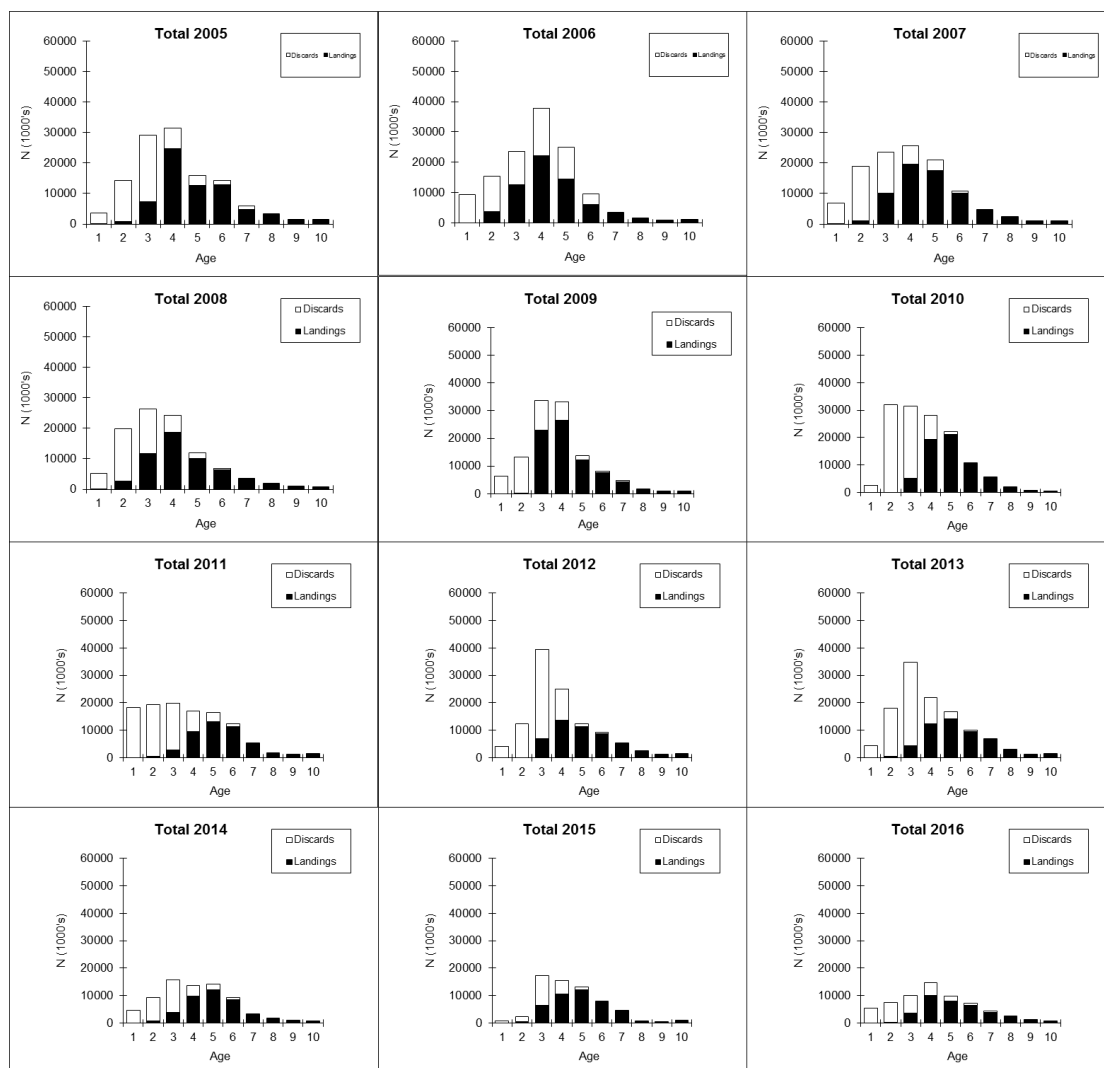 Total 2005
60000
50000
40000
30000
20000
10000
0
N (1000's)
Discards Landings
1 2 3 4 5 6 7 8 9 10
Age
Total 2006
60000
50000
40000
30000
20000
10000
0
N (1000's)
Discards Landings
1 2 3 4 5 6 7 8 9 10
Age
Total 2007
60000
50000
40000
30000
20000
10000
0
N (1000's)
Discards Landings
1 2 3 4 5 6 7 8 9 10
Age
Total 2008
60000
50000
40000
30000
20000
10000
0
N (1000's)
Discards
Landings
1 2 3 4 5 6 7 8 9 10
Age
Total 2009
60000
50000
40000
30000
20000
10000
0
N (1000's)
Discards
Landings
1 2 3 4 5 6 7 8 9 10
Age
Total 2010
60000
50000
40000
30000
20000
10000
0
N (1000's)
Discards
Landings
1 2 3 4 5 6 7 8 9 10
Age
Total 2011
60000
50000
40000
30000
20000
10000
0
N (1000's)
Discards
Landings
1 2 3 4 5 6 7 8 9 10
Age
Total 2012
60000
50000
40000
30000
20000
10000
0
N (1000's)
Discards
Landings
1 2 3 4 5 6 7 8 9 10
Age
Total 2013
60000
50000
40000
30000
20000
10000
0
N (1000's)
Discards
Landings
1 2 3 4 5 6 7 8 9 10
Age
Total 2014
60000
50000
40000
30000
20000
10000
0
N (1000's)
Discards
Landings
1 2 3 4 5 6 7 8 9 10
Age
Total 2015
60000
50000
40000
30000
20000
10000
0
N (1000's)
Discards
Landings
1 2 3 4 5 6 7 8 9 10
Age
Total 2016
60000
50000
40000
30000
20000
10000
0
N (1000's)
Discards
Landings
1 2 3 4 5 6 7 8 9 10
Age